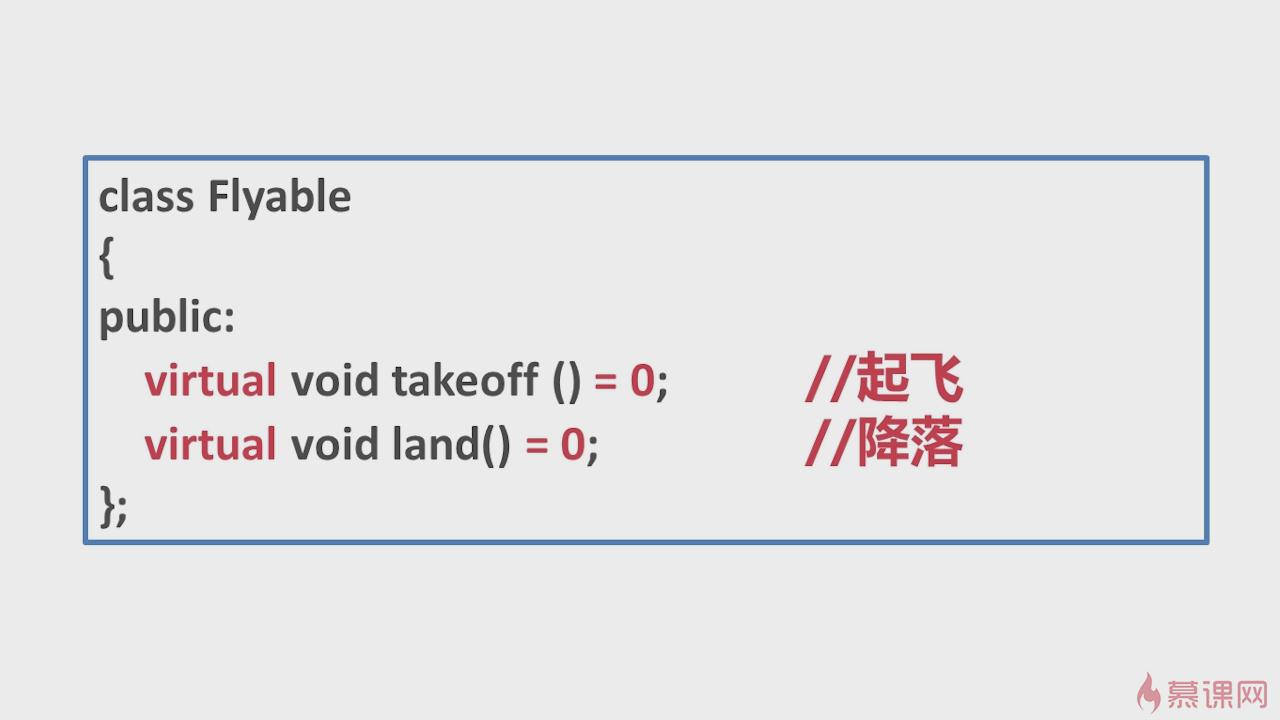 class Flyable
{
public:
virtual void takeoff () = 0; //起飞
virtual void land() = 0; //降落
};
慕课网